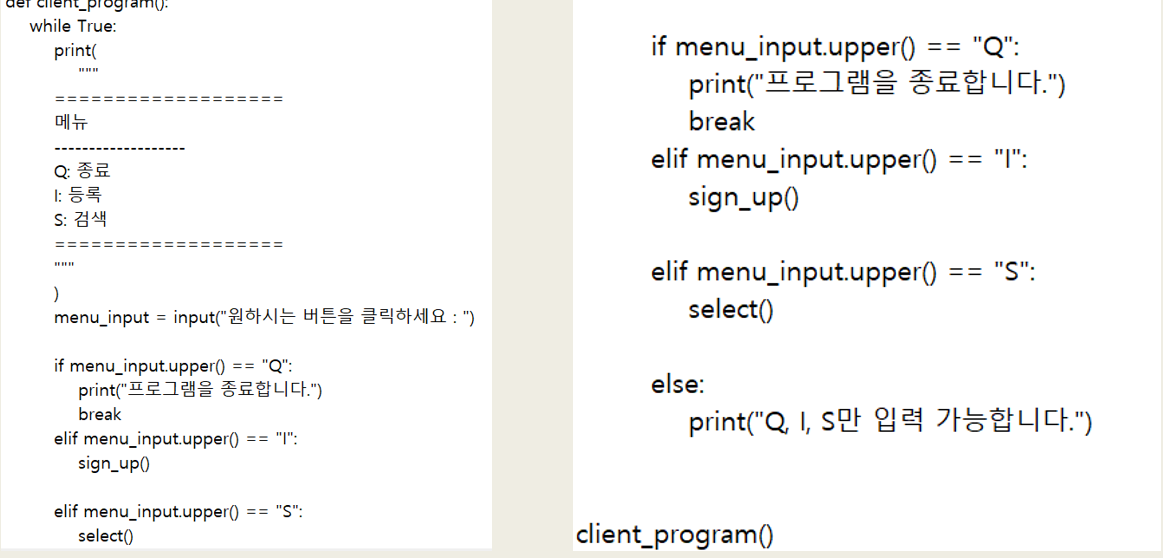 def client_program():
while True:
print(
"""
===================
메뉴
-------------------
Q: 종료
I: 등록
S: 검색
===================
"""
)
menu_input = input("원하시는 버튼을 클릭하세요 : ")
if menu_input.upper() == "Q":
print("프로그램을 종료합니다.")
break
elif menu_input.upper() == "I":
sign_up()
elif menu_input.upper() == "S":
select()
if menu_input.upper() == "Q":
print("프로그램을 종료합니다.")
break
elif menu_input.upper() == "I":
sign_up()
elif menu_input.upper() == "S":
select()
else:
print("Q, I, S만 입력 가능합니다.")
client_program()